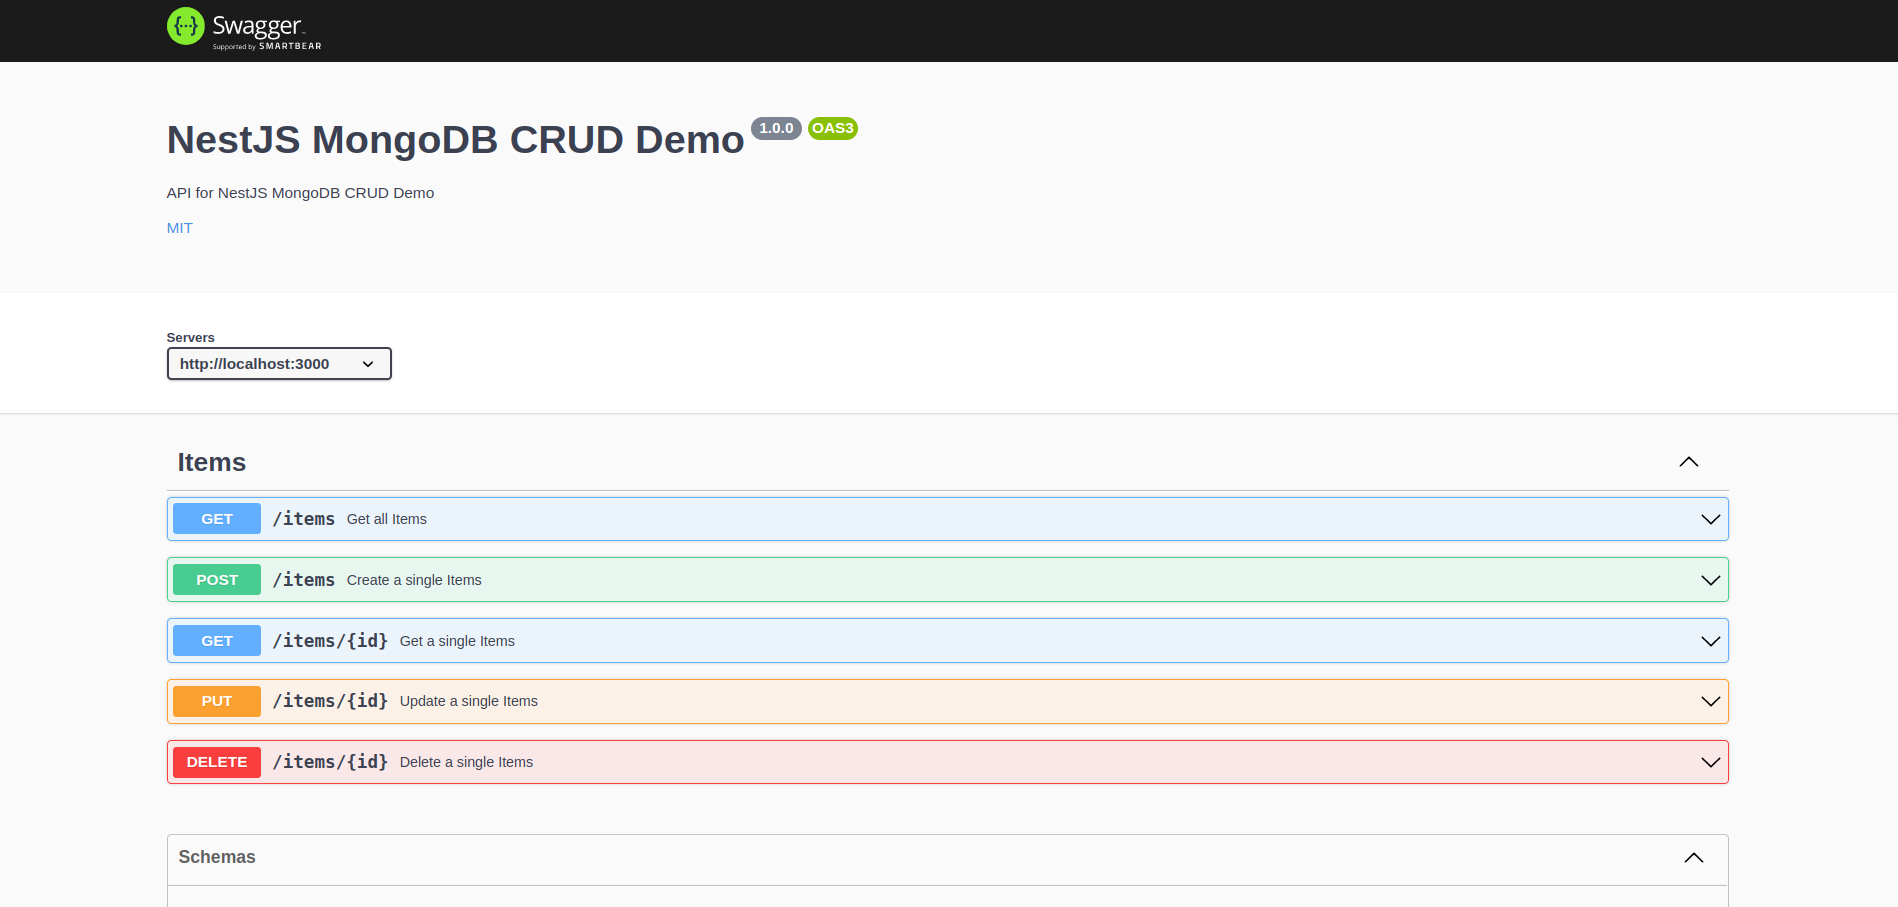 Swagger
Supported by SMARTBEAR
NestJS MongoDB CRUD Demo 1.0.0 OAS3
API for NestJS MongoDB CRUD Demo
MIT
Servers
http://localhost:3000
Items
GET /items Get all Items
POST /items Create a single Items
GET /items/{id} Get a single Items
PUT /items/{id} Update a single Items
DELETE /items/{id} Delete a single Items
Schemas